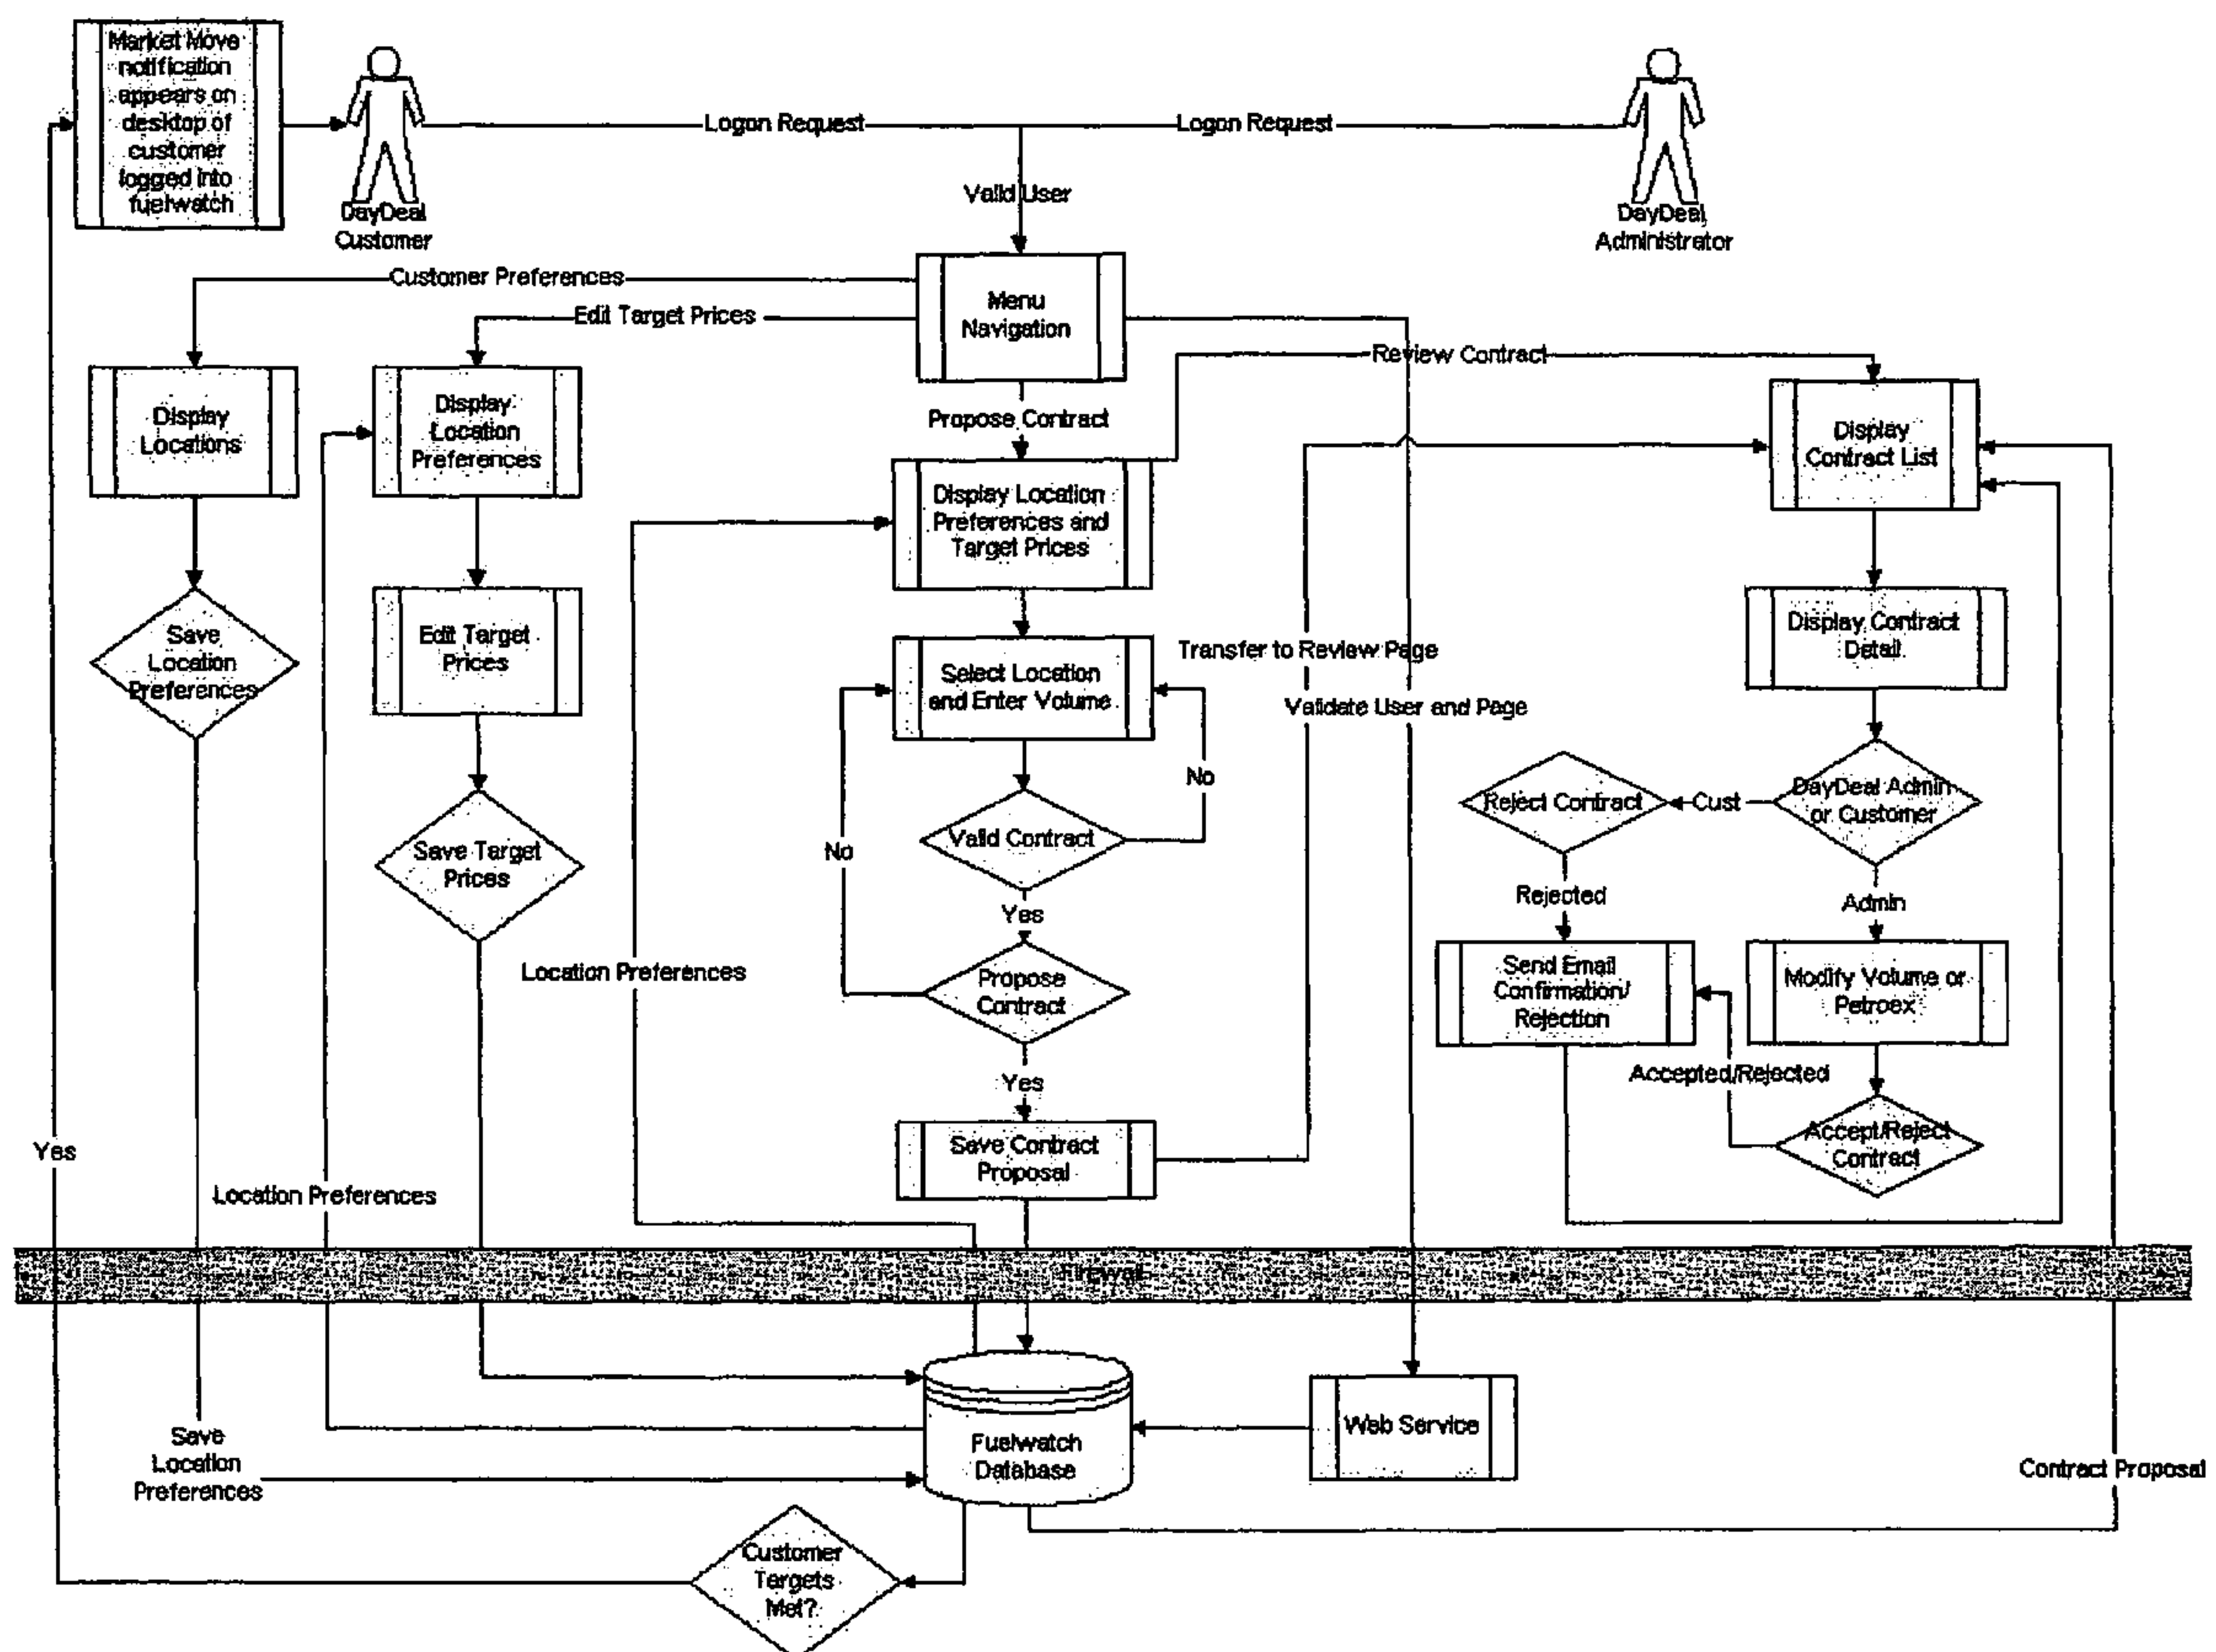 Market Move
notification
appears on
desktop of
customer
logged into
fuelwatch
DayDeal
Customer
Logon Request
Logon Request
DayDeal
Administrator
Valid User
Customer Preferences
Edit Target Prices
Menu
Navigation
Review Contract
Propose Contract
Display
Locations
Display
Location
Preferences
Display Location
Preferences and
Target Prices
Display
Contract List
Save
Location
Preferences
Edit Target
Prices
Select Location
and Enter Volume
Transfer to Review Page
Validate User and Page
Display Contract
Detail
No
No
Valid Contract
Reject Contract
Cust
DayDeal Admin
or Customer
Save Target
Prices
Yes
Rejected
Admin
Location Preferences
Propose
Contract
Send Email
Confirmation/
Rejection
Modify Volume or
Petroex
Yes
Accepted/Rejected
Save Contract
Proposal
Accept/Reject
Contract
Yes
Location Preferences
Firewall
Save
Location
Preferences
Fuelwatch
Database
Web Service
Contract Proposal
Customer
Targets
Met?